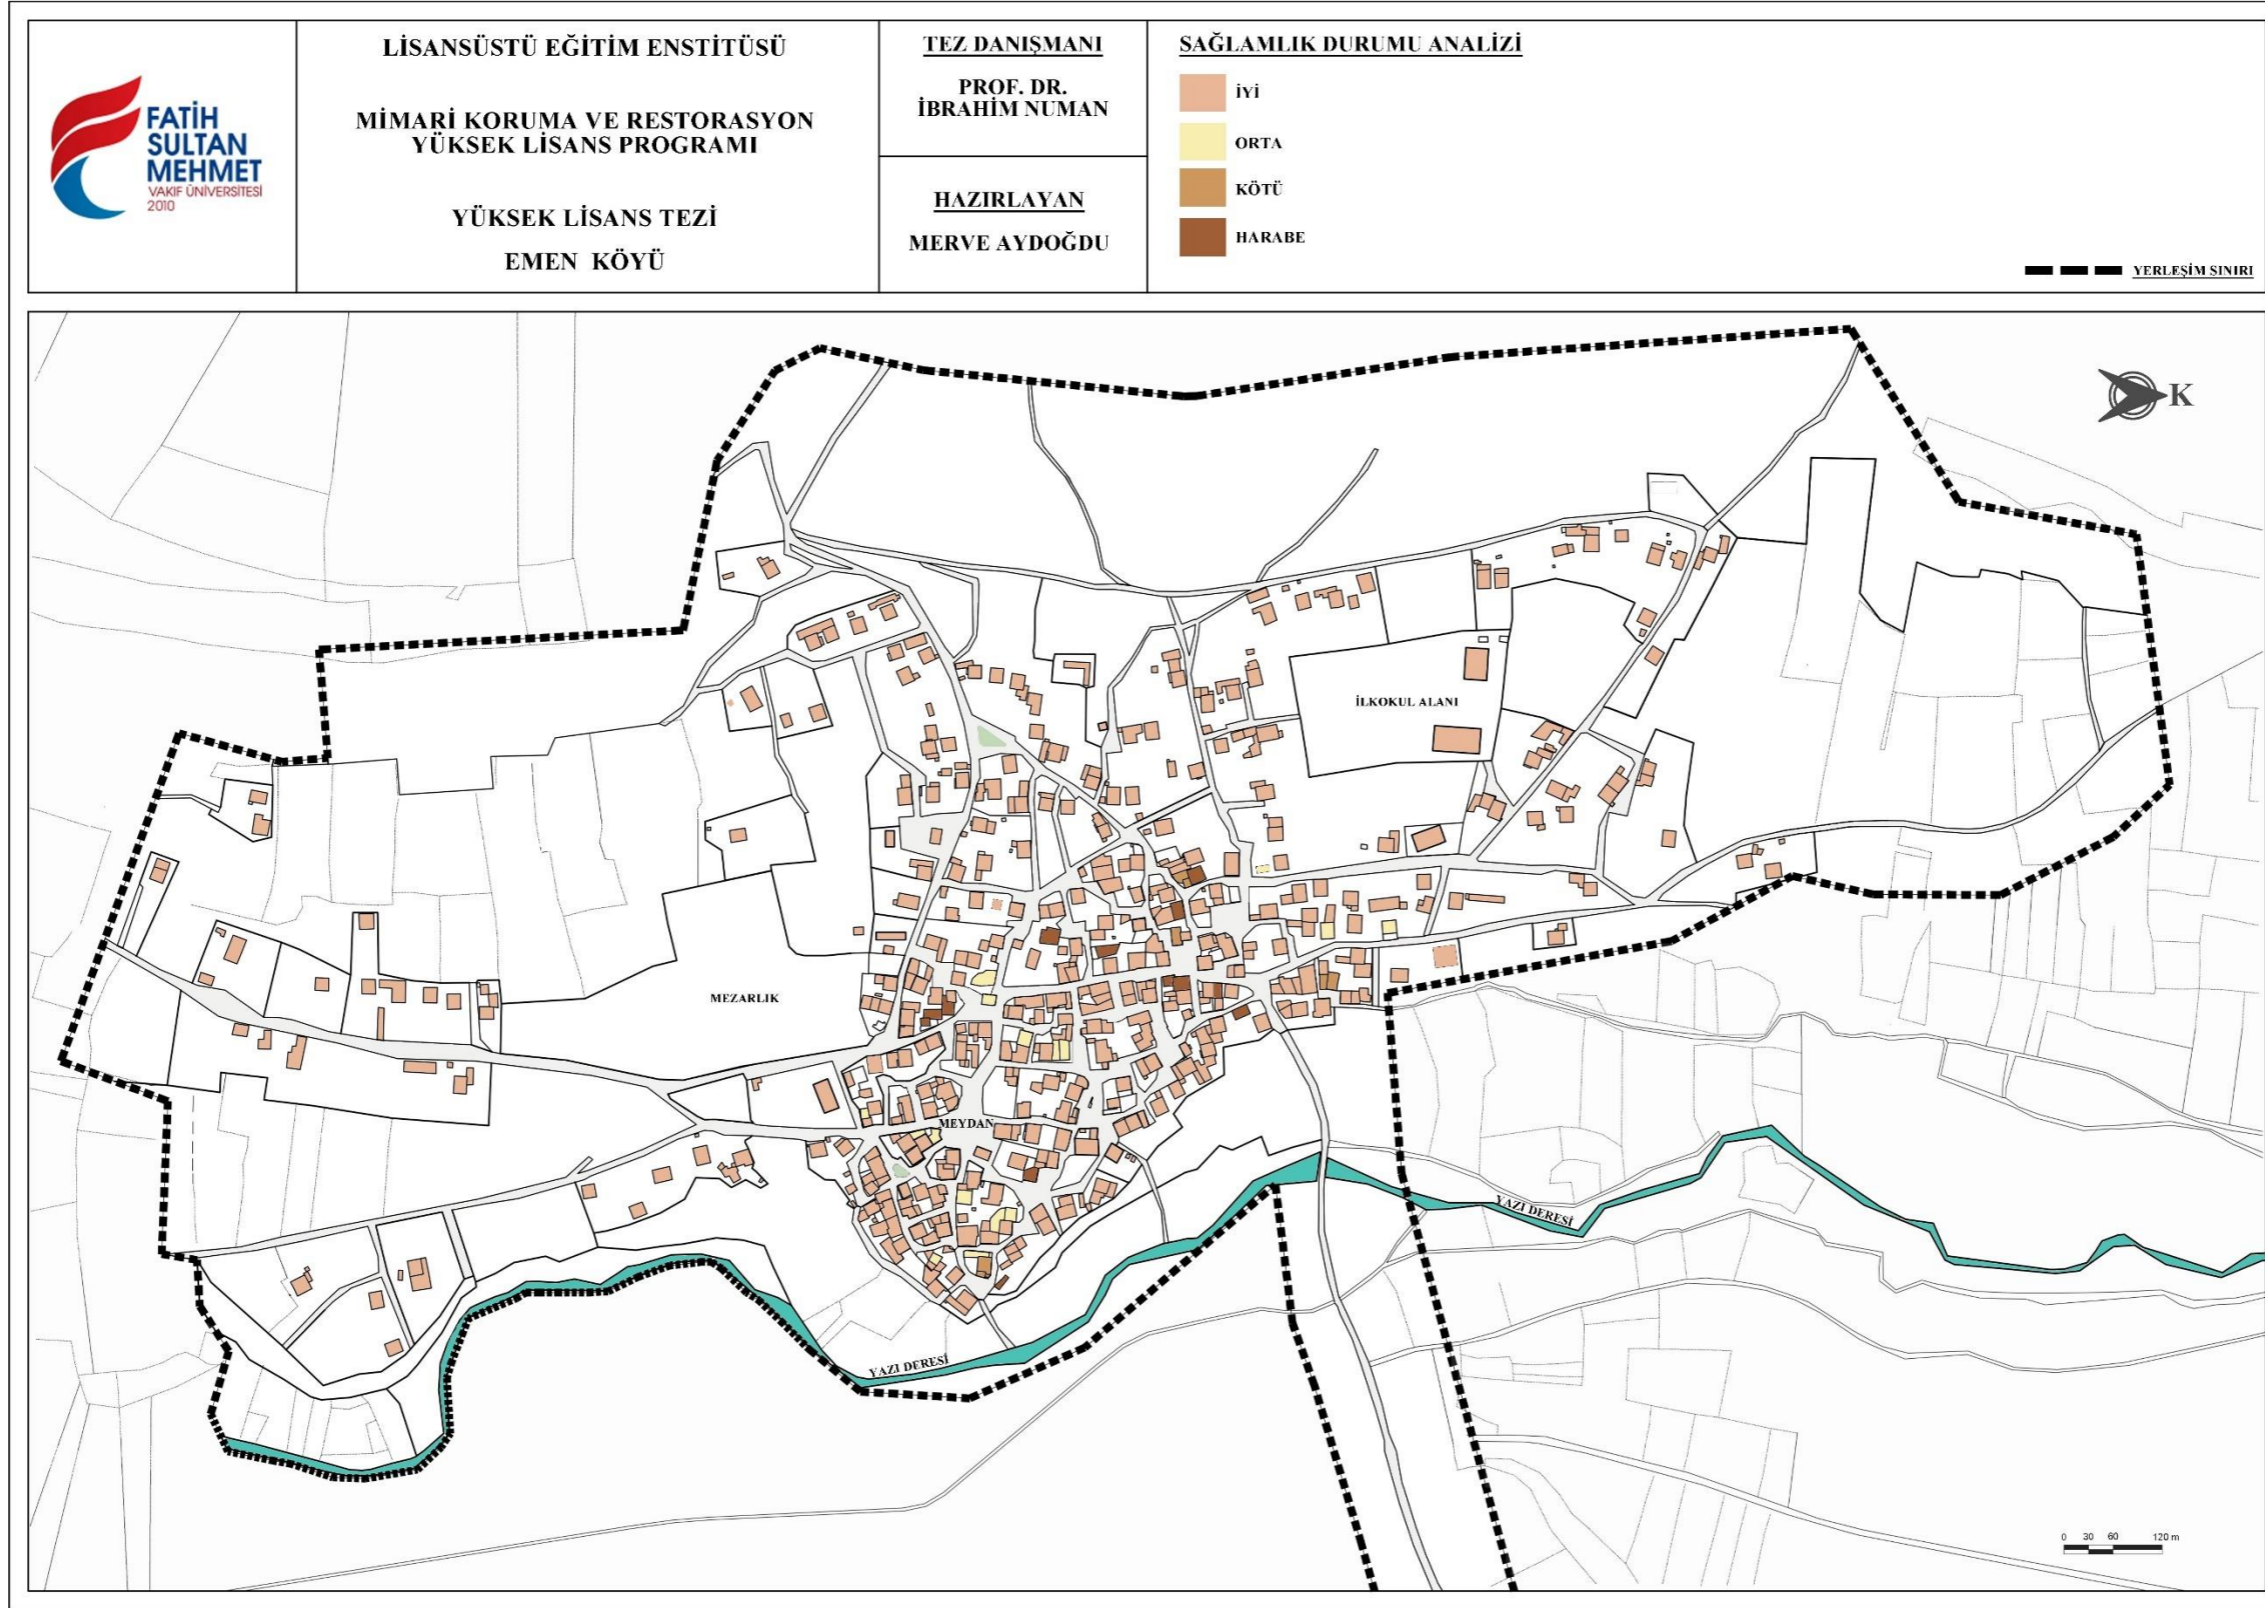 FATİH
SULTAN
MEHMET
VAKIF ÜNİVERSİTESİ
2010
LİSANSÜSTÜ EĞİTİM ENSTİTÜSÜ
MİMARİ KORUMA VE RESTORASYON
YÜKSEK LİSANS PROGRAMI
YÜKSEK LİSANS TEZİ
EMEN KÖYÜ
TEZ DANIŞMANI
PROF. DR.
İBRAHİM NUMAN
HAZIRLAYAN
MERVE AYDOĞDU
SAĞLAMLIK DURUMU ANALİZİ
İYİ
ORTA
KÖTÜ
HARABE
YERLEŞİM SINIRI
K
İLKOKUL ALANI
MEZARLIK
MEYDAN
YAZI DERESİ
YAZI DERESİ
0 30 60 120 m